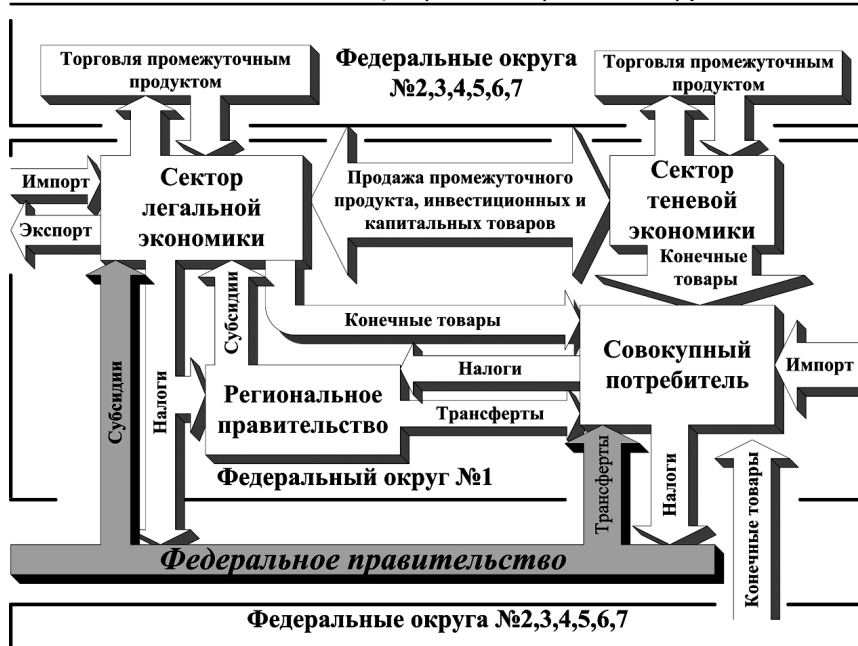 Торговля промежуточным
продуктом
Федеральные округа
№2,3,4,5,6,7
Торговля промежуточным
продуктом
Импорт
Экспорт
Сектор
легальной
экономики
Продажа промежуточного
продукта, инвестиционных и
капитальных товаров
Сектор
теневой
экономики
Конечные
товары
Субсидии
Налоги
Субсидии
Конечные товары
Налоги
Трансферты
Региональное
правительство
Совокупный
потребитель
Импорт
Федеральный округ №1
Трансферты
Налоги
Конечные товары
Федеральное правительство
Федеральные округа №2,3,4,5,6,7